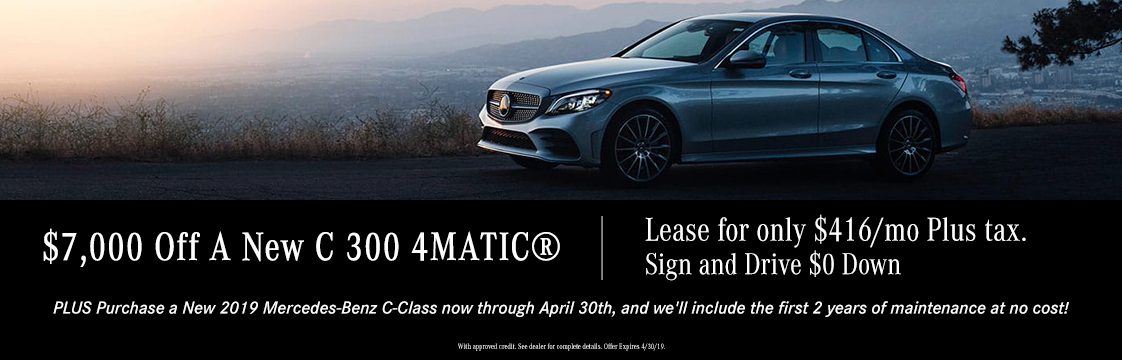 $7,000 Off A New C 300 4MATIC®
Lease for only $416/mo Plus tax.
Sign and Drive $0 Down
PLUS Purchase a New 2019 Mercedes-Benz C-Class now through April 30th, and we'll include the first 2 years of maintenance at no cost!
With approved credit. See dealer for complete details. Offer Expires 4/30/19.